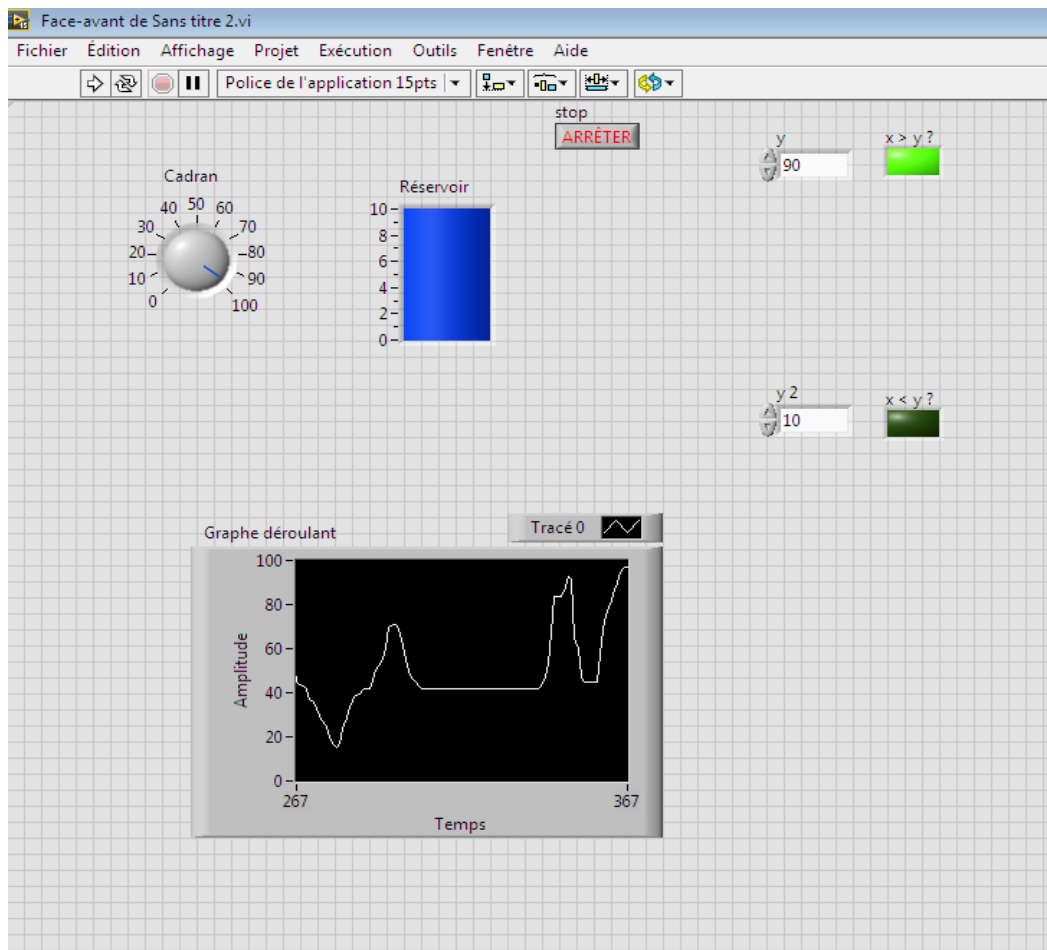 Face-avant de Sans titre 2.vi
Fichier Édition Affichage Projet Exécution Outils Fenêtre Aide
Police de l'application 15pts
stop
ARRÊTER
y
90
x > y ?
Cadran
0
10
20
30
40
50
60
70
80
90
100
Réservoir
10
8
6
4
2
0
y 2
10
x < y ?
Graphe déroulant
Tracé 0
100
80
60
40
20
0
Amplitude
267
367
Temps